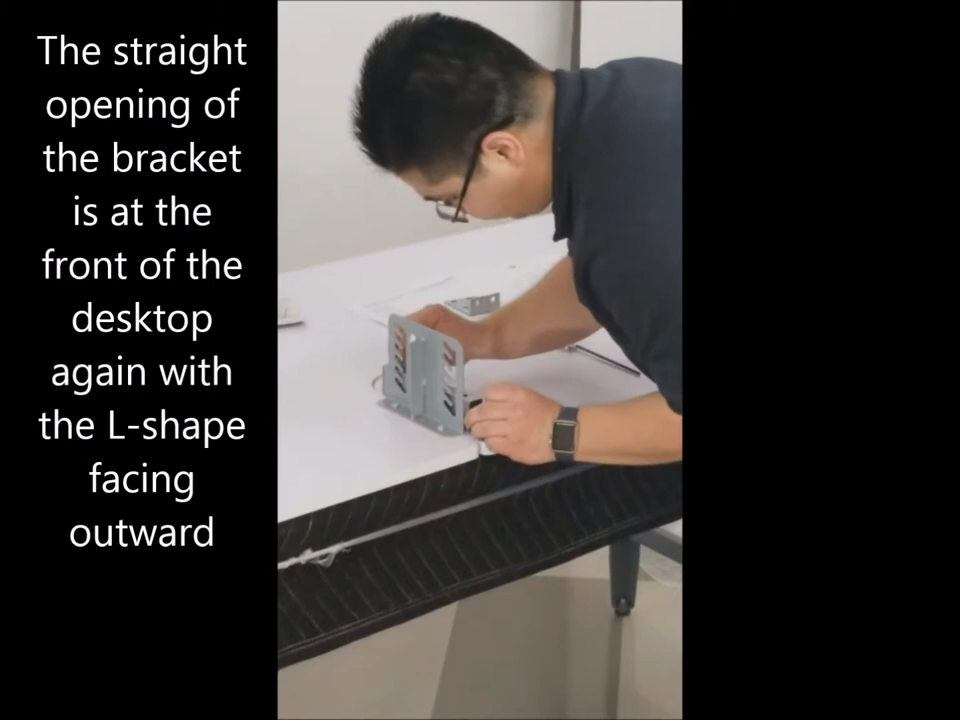 The straight
opening of
the bracket
is at the
front of the
desktop
again with
the L-shape
facing
outward